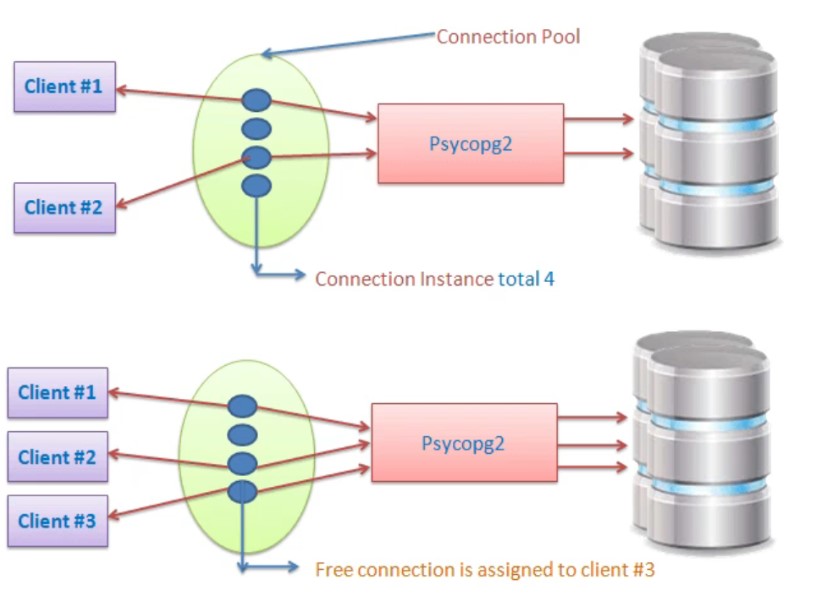 Connection Pool
Client #1
Psycopg2
Client #2
Connection Instance total 4
Client #1
Client #2
Psycopg2
Client #3
Free connection is assigned to client #3